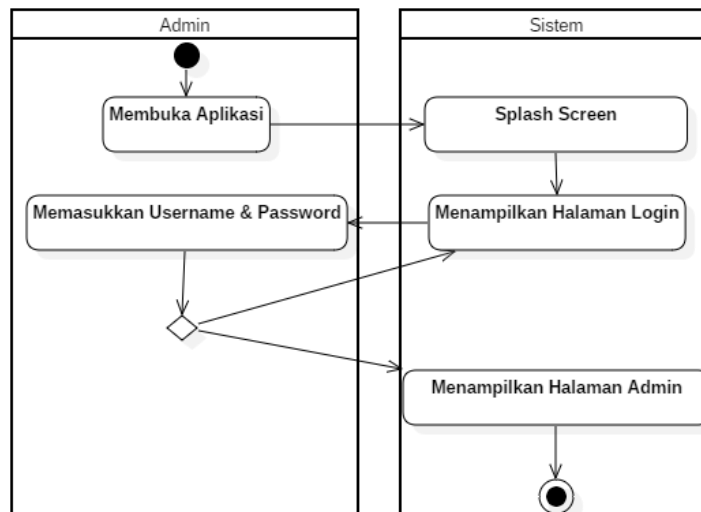 Admin
Sistem
Membuka Aplikasi
Splash Screen
Memasukkan Username & Password
Menampilkan Halaman Login
Menampilkan Halaman Admin